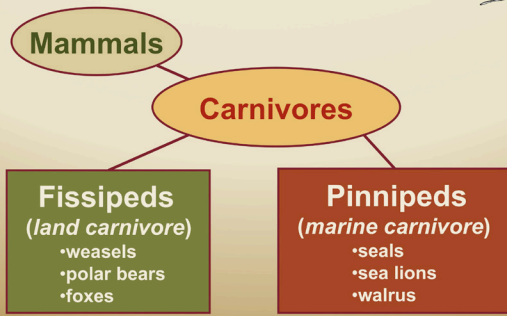 Mammals
Carnivores
Fissipeds
(land carnivore)
•weasels
•polar bears
•foxes
Pinnipeds
(marine carnivore)
•seals
•sea lions
•walrus